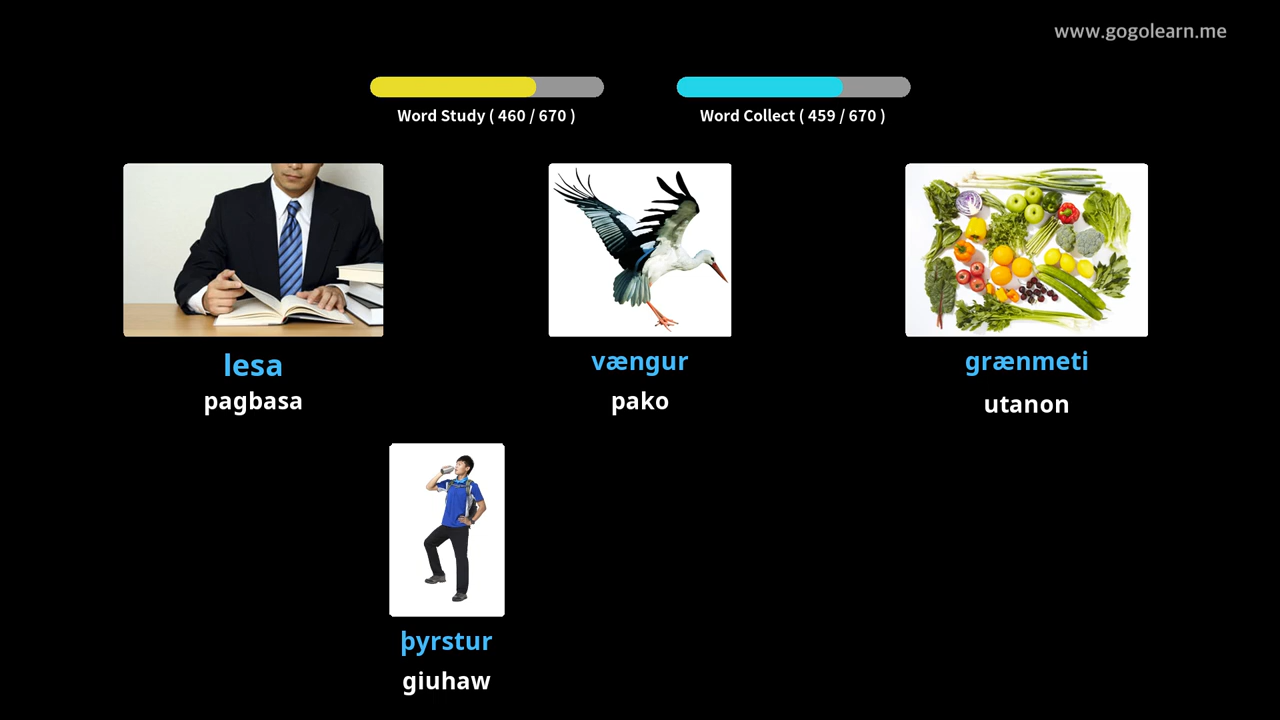 www.gogolearn.me
Word Study ( 460 / 670 )
Word Collect ( 459 / 670 )
lesa
pagbasa
vængur
pako
grænmeti
utanon
þyrstur
giuhaw